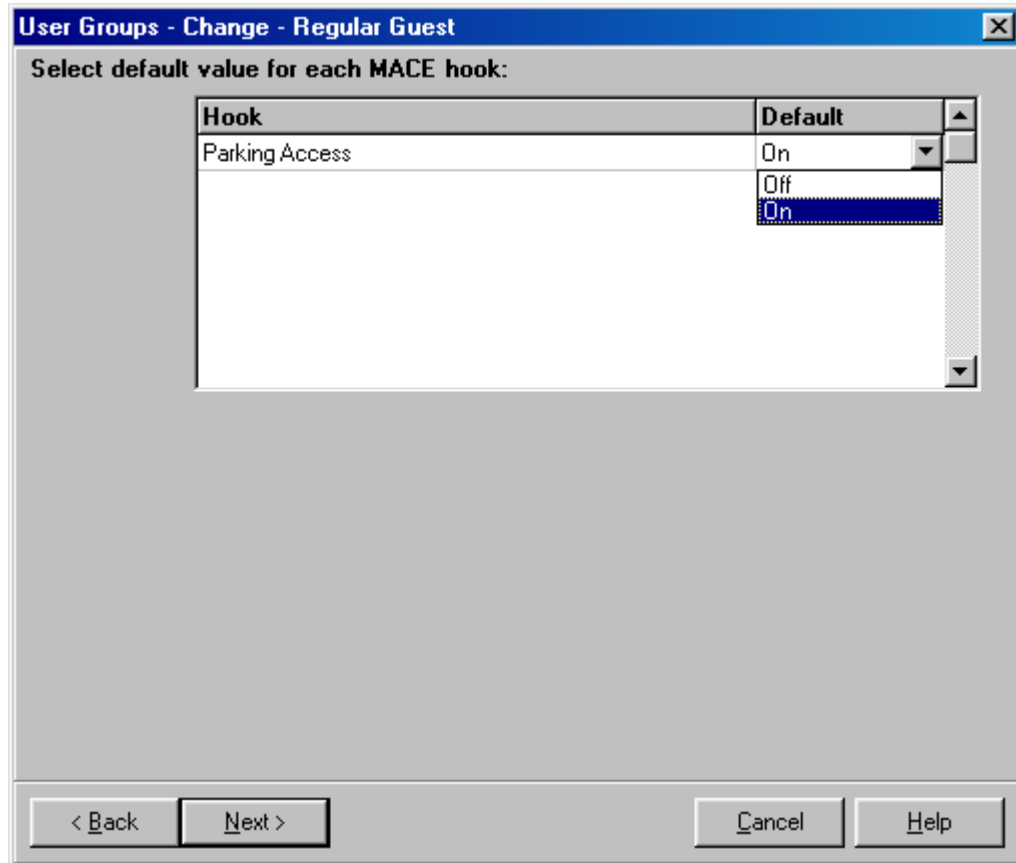 User Groups - Change - Regular Guest
Select default value for each MACE hook:
Hook Default
Parking Access On
Off
On
< Back Next > Cancel Help